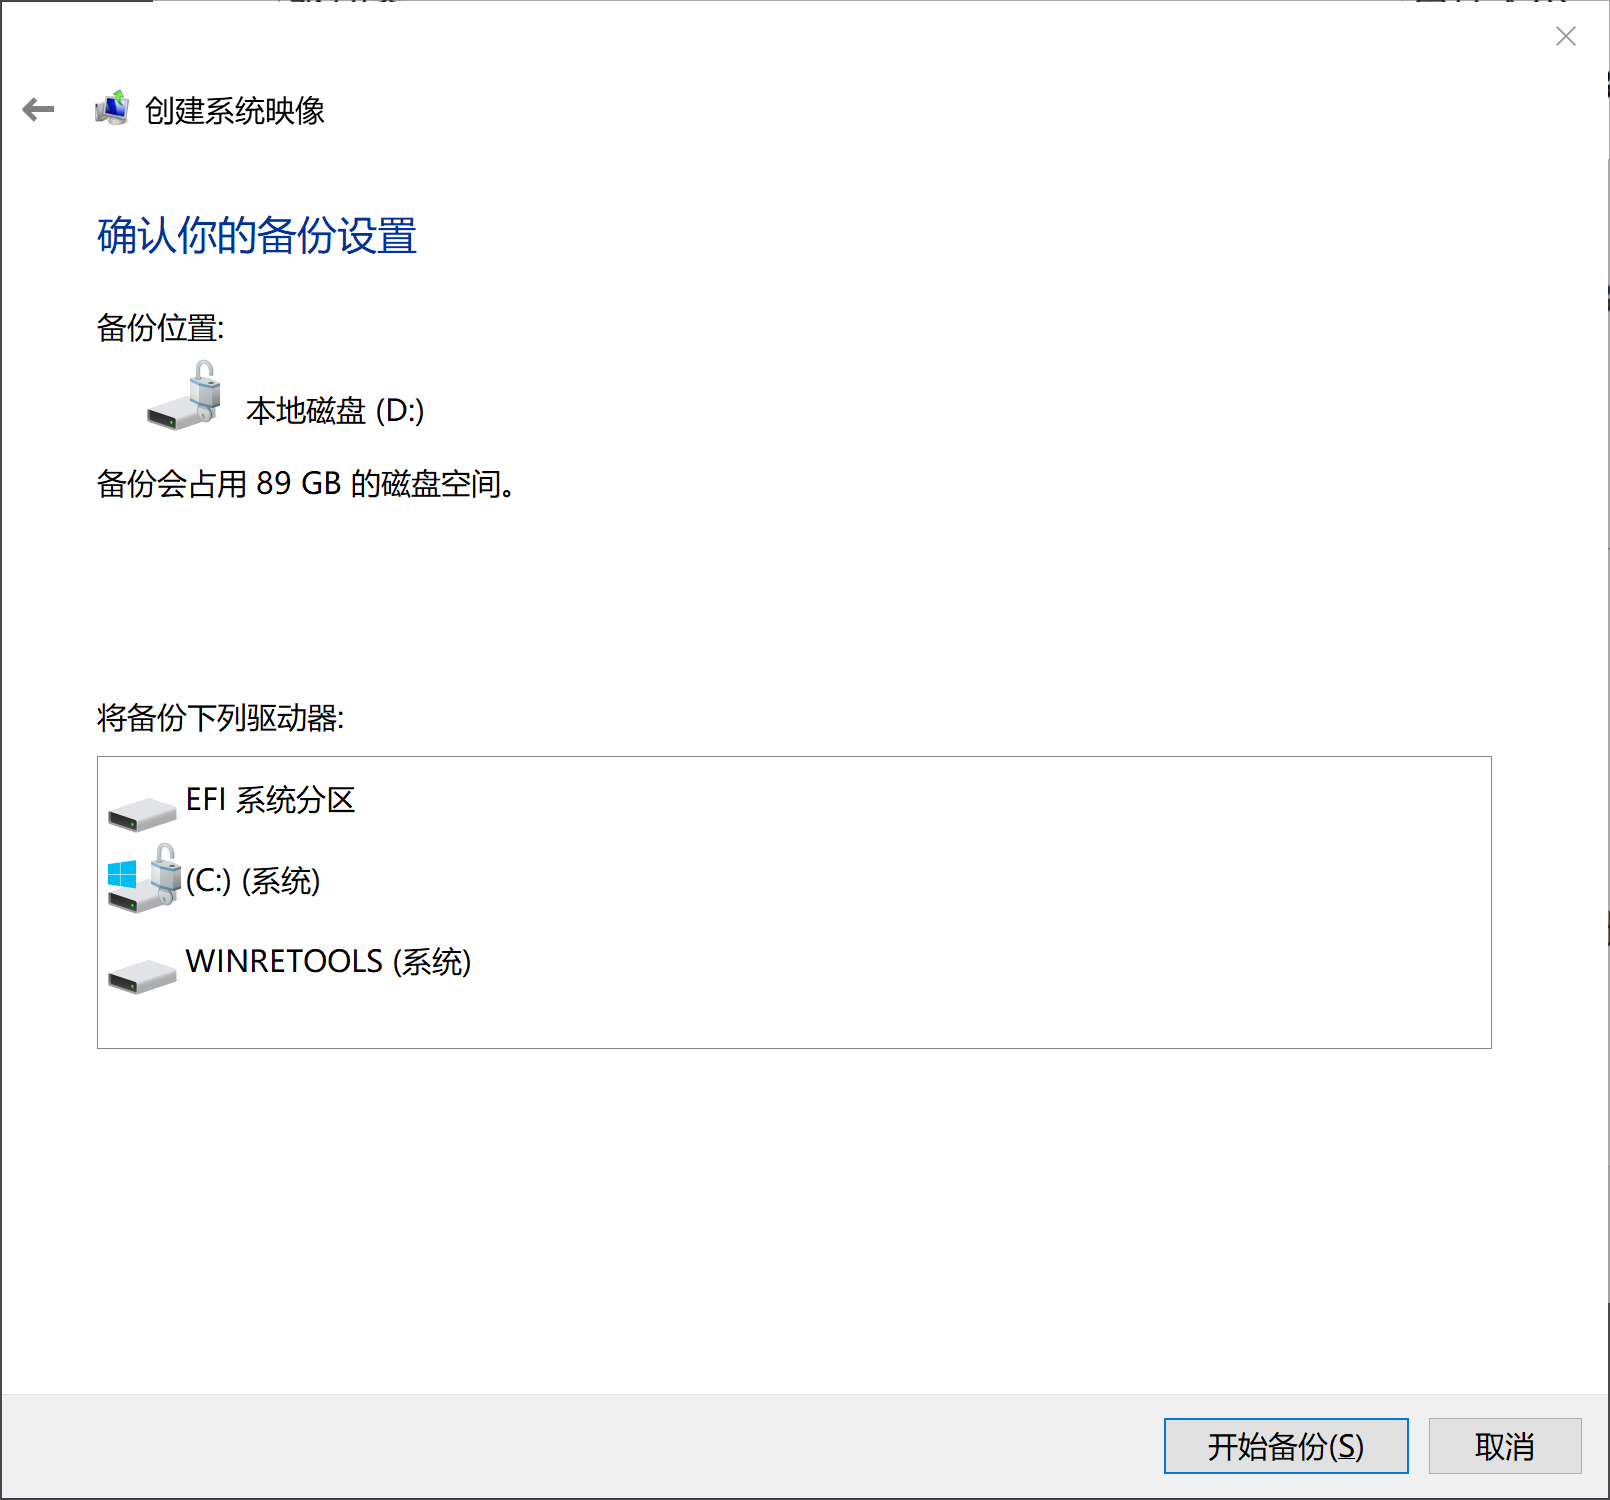 创建系统映像
确认你的备份设置
备份位置:
本地磁盘 (D:)
备份会占用 89 GB 的磁盘空间。
将备份下列驱动器:
EFI 系统分区
(C:) (系统)
WINRETOOLS (系统)
开始备份(S)
取消